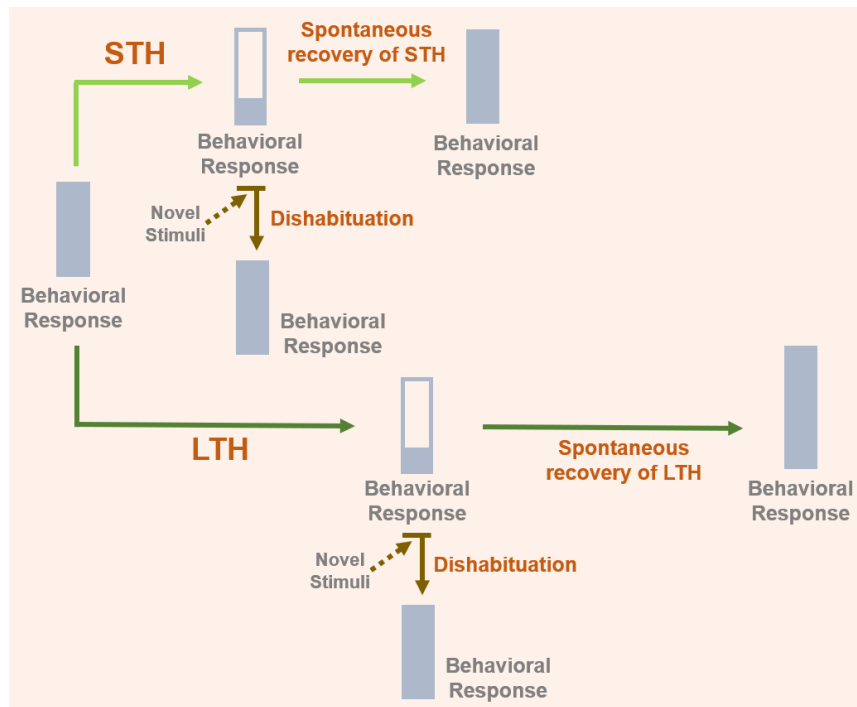 STH
Spontaneous
recovery of STH
Behavioral
Response
Behavioral
Response
Novel
Stimuli
Dishabituation
Behavioral
Response
Behavioral
Response
LTH
Behavioral
Response
Spontaneous
recovery of LTH
Behavioral
Response
Novel
Stimuli
Dishabituation
Behavioral
Response